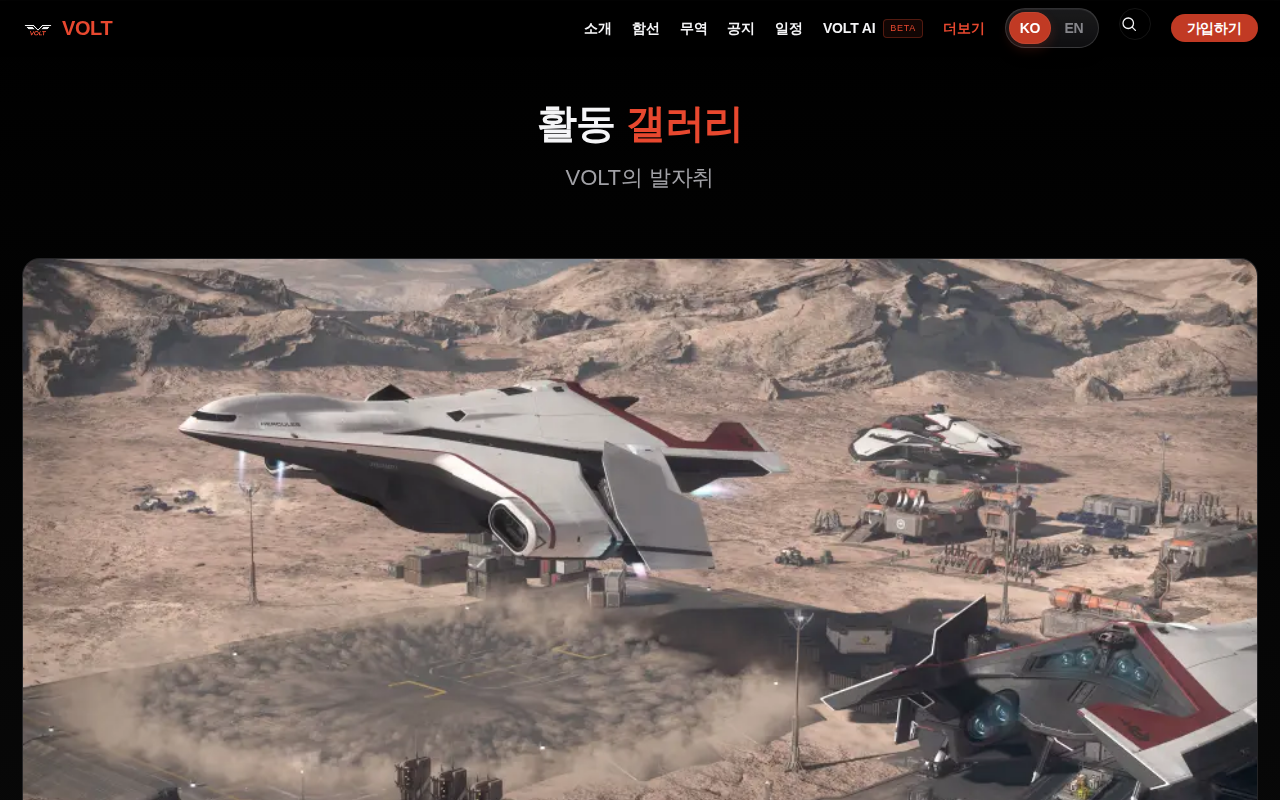 VOLT
VOLT
소개
함선
무역
공지
일정
VOLT AI
BETA
더보기
KO
EN
가입하기
활동 갤러리
VOLT의 발자취
HERCULES